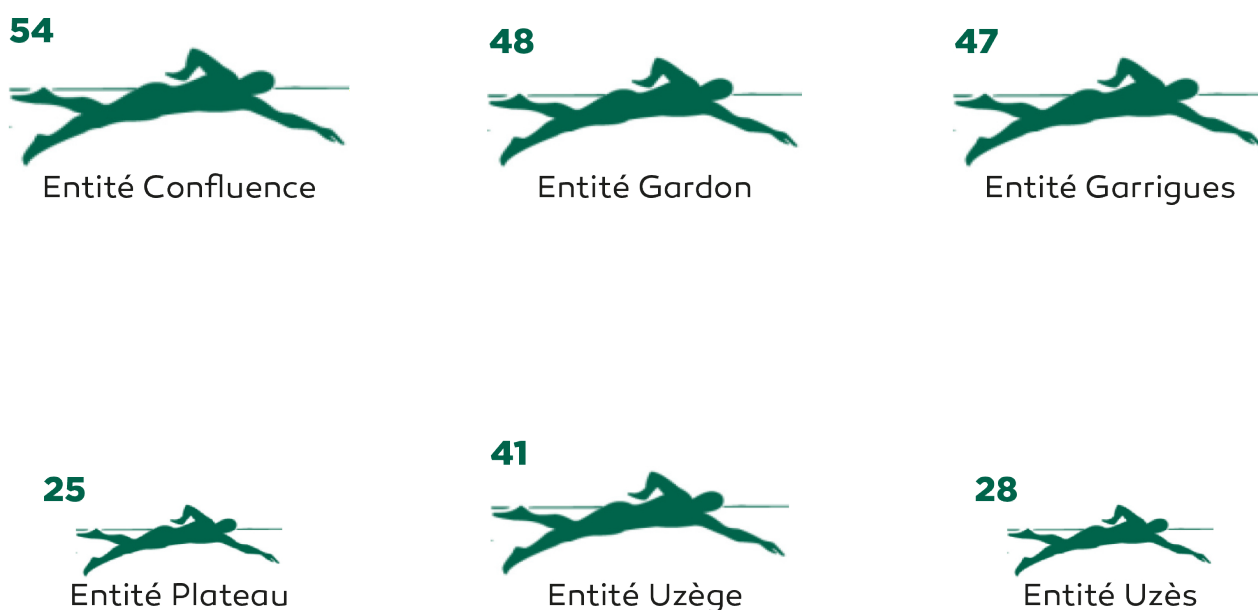 54
48
47
Entité Confluence
Entité Gardon
Entité Garrigues
25
41
28
Entité Plateau
Entité Uzège
Entité Uzès